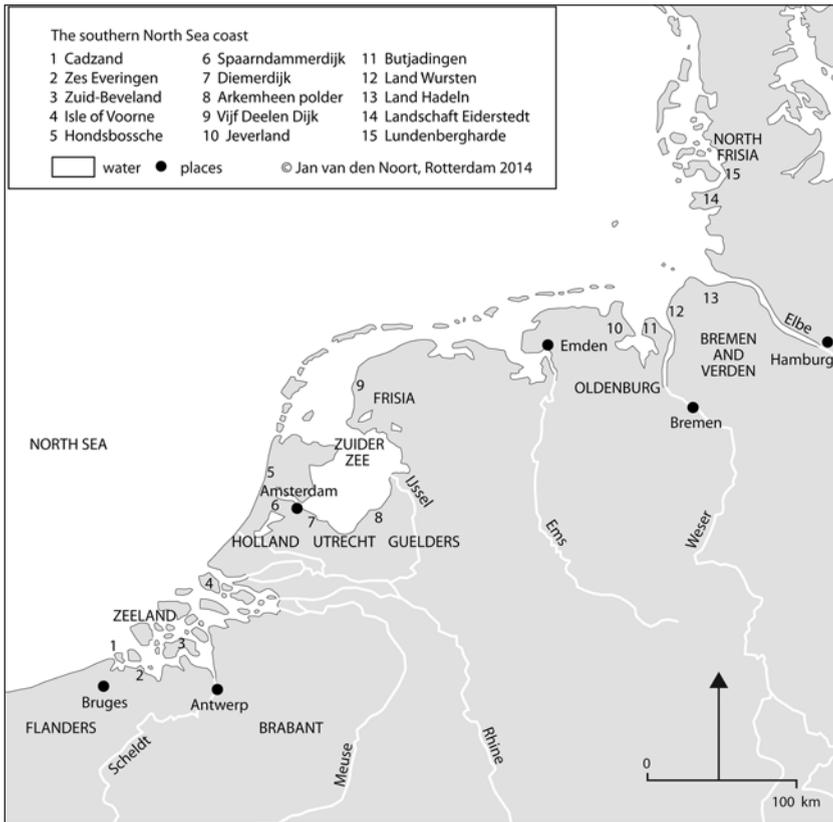 The southern North Sea coast
1 Cadzand
2 Zes Everingen
3 Zuid-Beveland
4 Isle of Voorne
5 Hondsbossche
6 Spaarndammerdijk
7 Diemerdijk
8 Arkemheen polder
9 Vijf Deelen Dijk
10 Jeverland
11 Butjadingen
12 Land Wursten
13 Land Hadeln
14 Landschaft Eiderstedt
15 Lundenbergharde
water
places
© Jan van den Noort, Rotterdam 2014
NORTH
FRISIA
15
14
13
12
10
11
Elbe
Hamburg
BREMEN
AND
VERDEN
Emden
OLDENBURG
Bremen
9
FRISIA
NORTH SEA
ZUIDER
ZEE
5
Amsterdam
6
7
8
IJssel
HOLLAND
UTRECHT
GUELDERS
Ems
Weser
4
ZEELAND
1
3
2
Bruges
Antwerp
FLANDERS
BRABANT
Scheldt
Meuse
Rhine
0
100 km